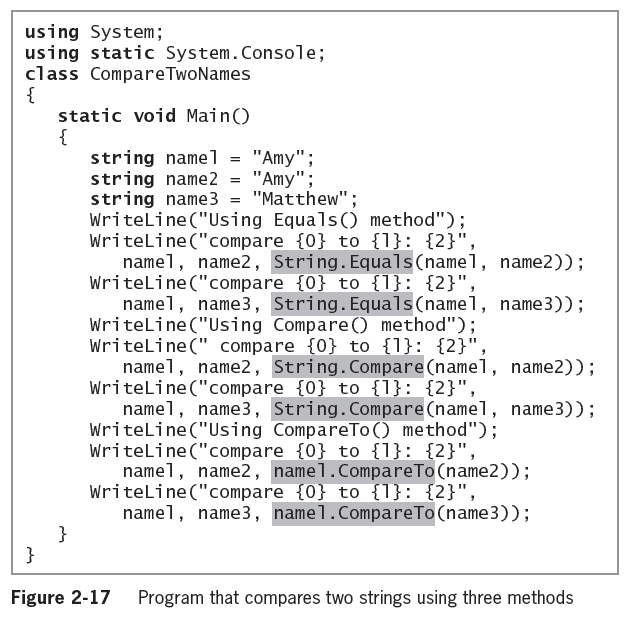 using System;
using static System.Console;
class CompareTwoNames
{
   static void Main()
   {
      string name1 = "Amy";
      string name2 = "Amy";
      string name3 = "Matthew";
      WriteLine("Using Equals() method");
      WriteLine("compare {0} to {1}: {2}",
         name1, name2, String.Equals(name1, name2));
      WriteLine("compare {0} to {1}: {2}",
         name1, name3, String.Equals(name1, name3));
      WriteLine("Using Compare() method");
      WriteLine(" compare {0} to {1}: {2}",
         name1, name2, String.Compare(name1, name2));
      WriteLine("compare {0} to {1}: {2}",
         name1, name3, String.Compare(name1, name3));
      WriteLine("Using CompareTo() method");
      WriteLine("compare {0} to {1}: {2}",
         name1, name2, name1.CompareTo(name2));
      WriteLine("compare {0} to {1}: {2}",
         name1, name3, name1.CompareTo(name3));
   }
}
Figure 2-17 Program that compares two strings using three methods